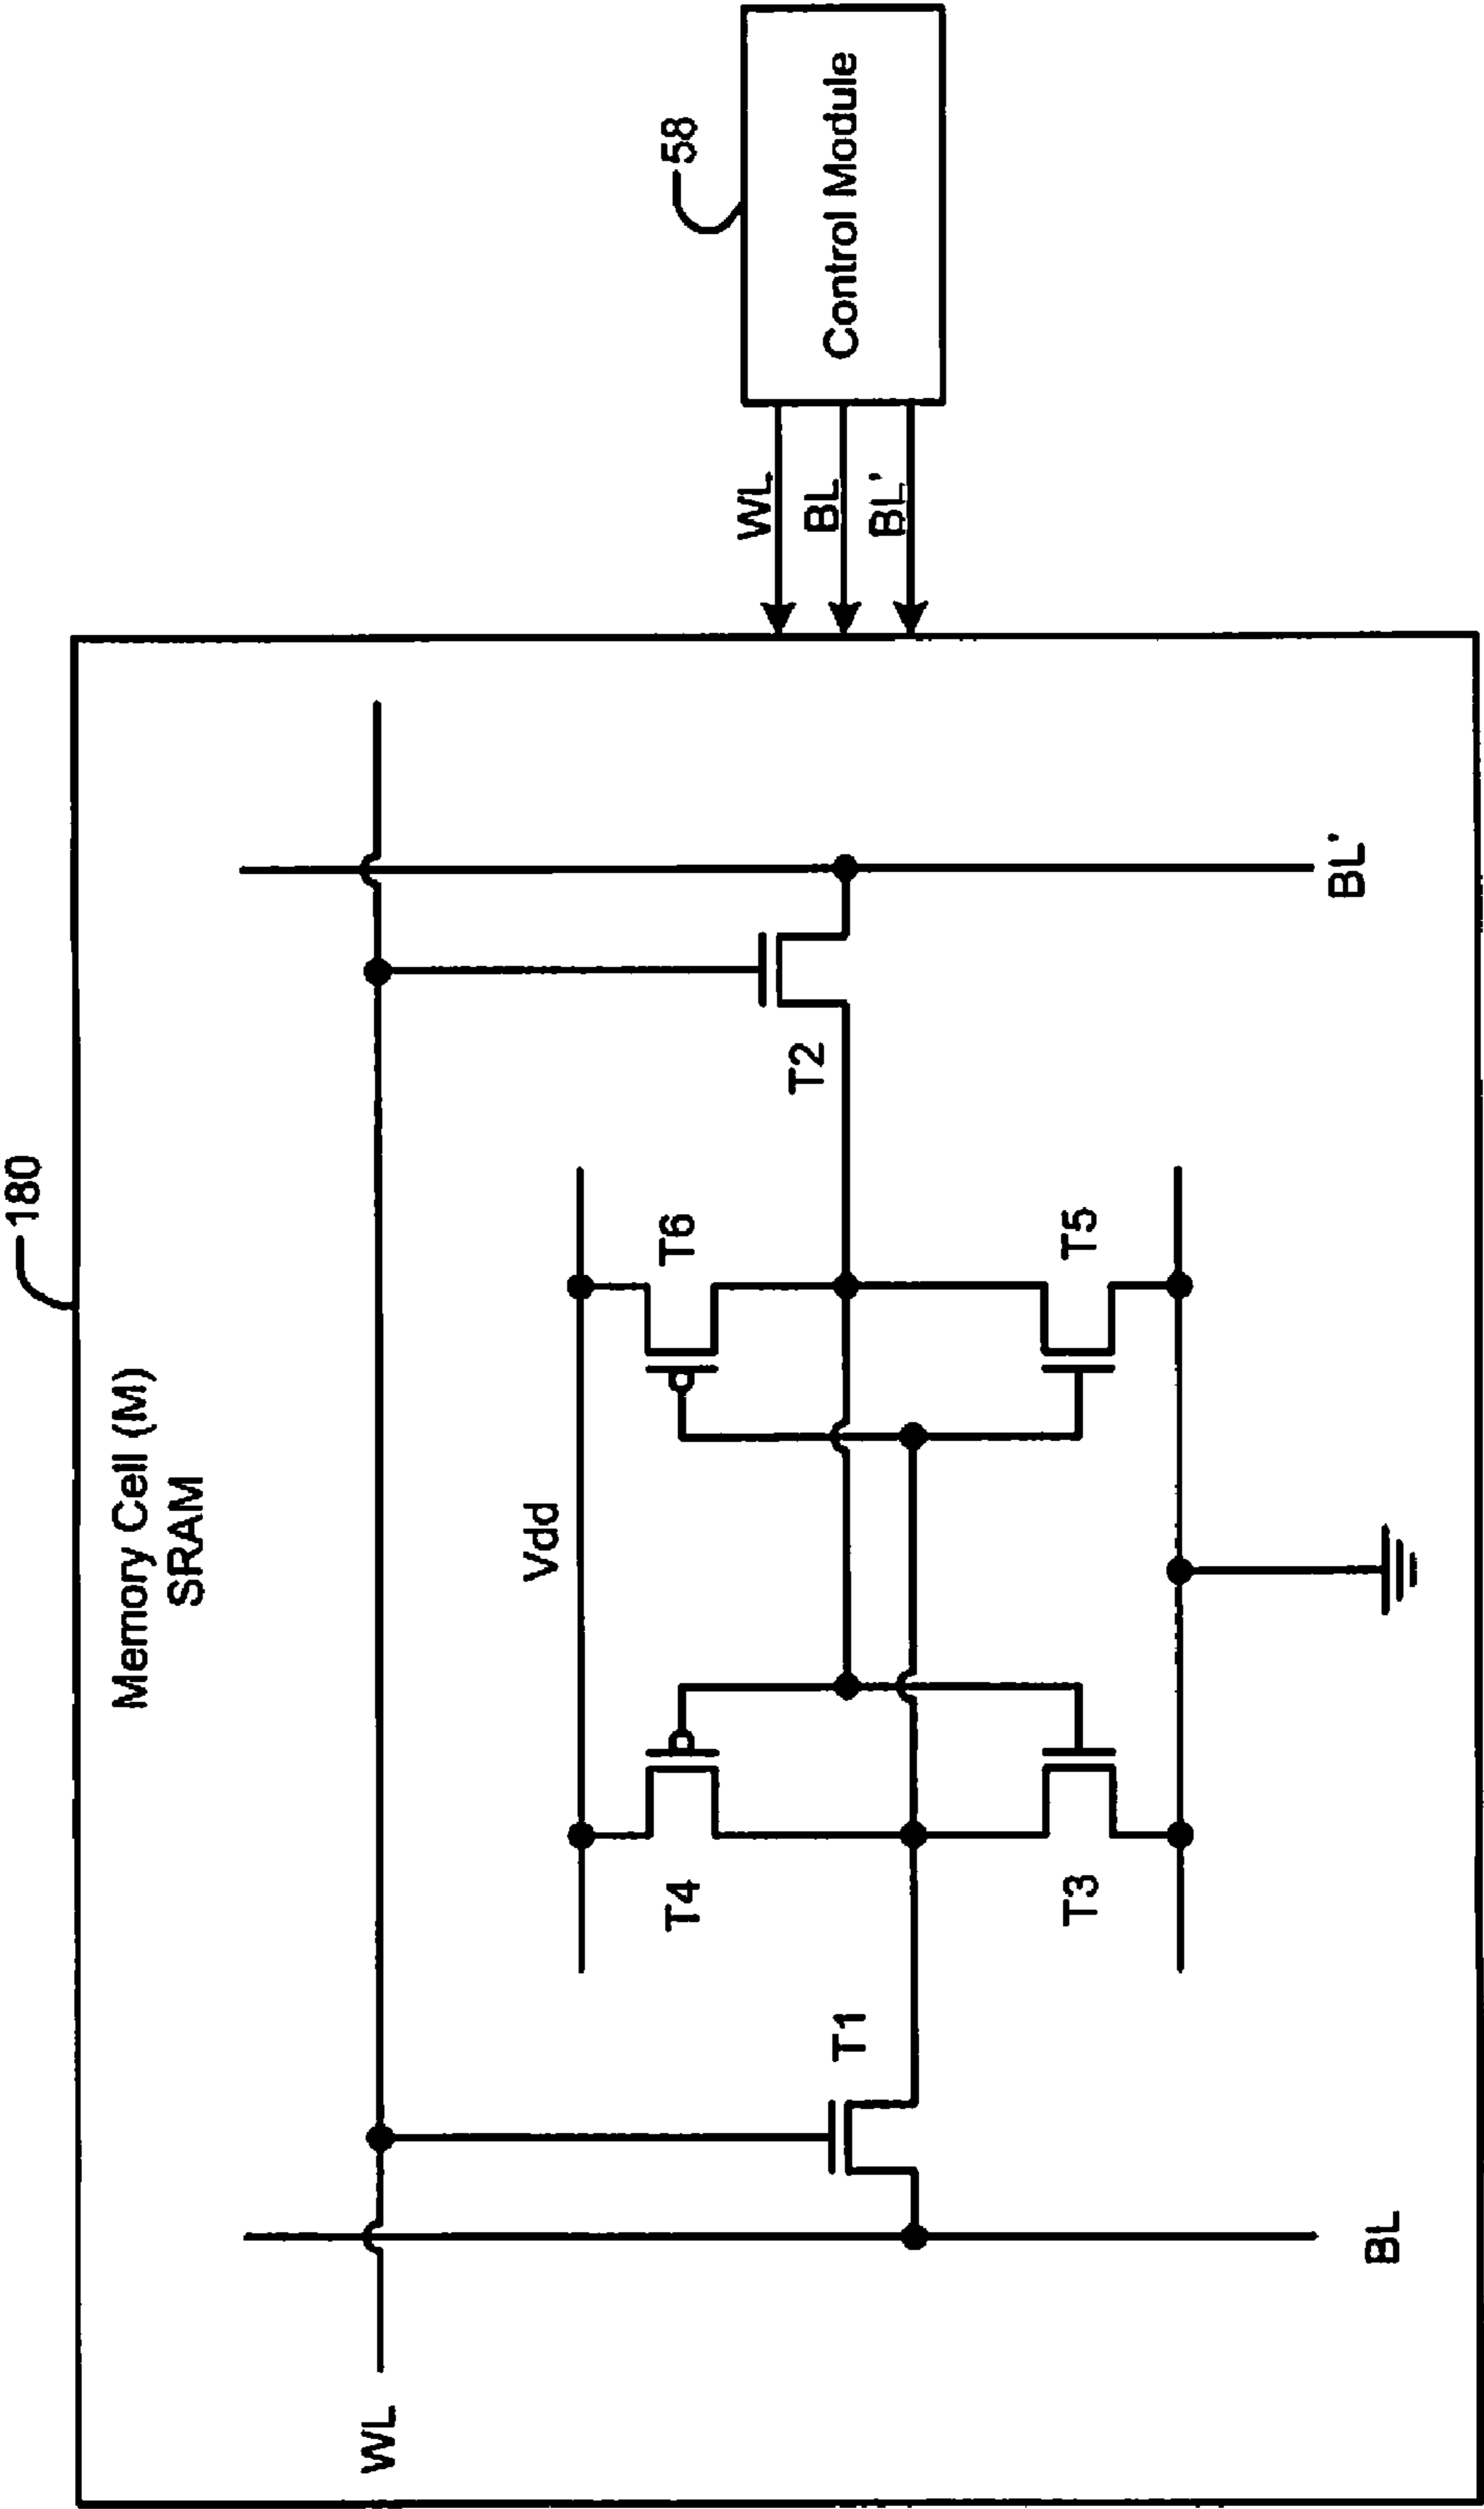 180
Memory Cell (M)
SRAM
WL
Vdd
T4
T6
T1
T2
T3
T5
BL
BL'
58
Control Module
WL
BL
BL'